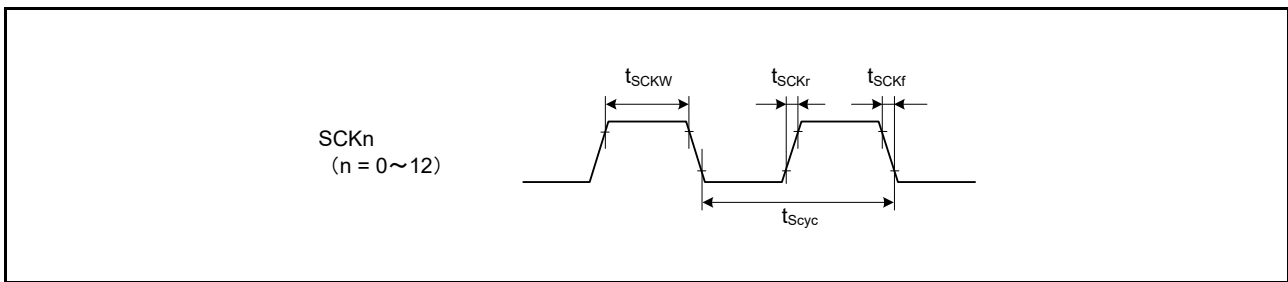 tSCKW
tSCKr
tSCKf
SCKn
（n = 0～12）
tScyc